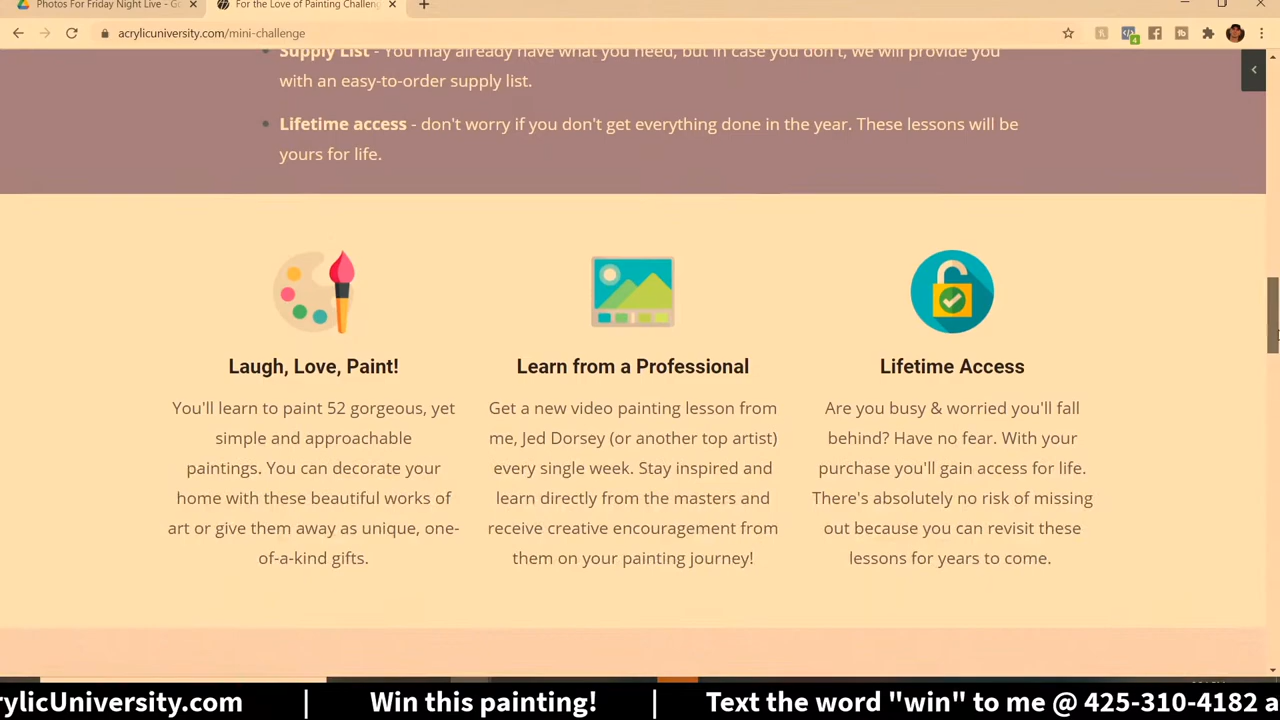 Photos For Friday Night Live - G
For the Love of Painting Challen
acrylicuniversity.com/mini-challenge
4
Supply List - You may already have what you need, but in case you don't, we will provide you
with an easy-to-order supply list.
Lifetime access - don't worry if you don't get everything done in the year. These lessons will be
yours for life.
Laugh, Love, Paint!
You'll learn to paint 52 gorgeous, yet
simple and approachable
paintings. You can decorate your
home with these beautiful works of
art or give them away as unique, one-
of-a-kind gifts.
Learn from a Professional
Get a new video painting lesson from
me, Jed Dorsey (or another top artist)
every single week. Stay inspired and
learn directly from the masters and
receive creative encouragement from
them on your painting journey!
Lifetime Access
Are you busy & worried you'll fall
behind? Have no fear. With your
purchase you'll gain access for life.
There's absolutely no risk of missing
out because you can revisit these
lessons for years to come.
rylicUniversity.com | Win this painting! | Text the word "win" to me @ 425-310-4182 a